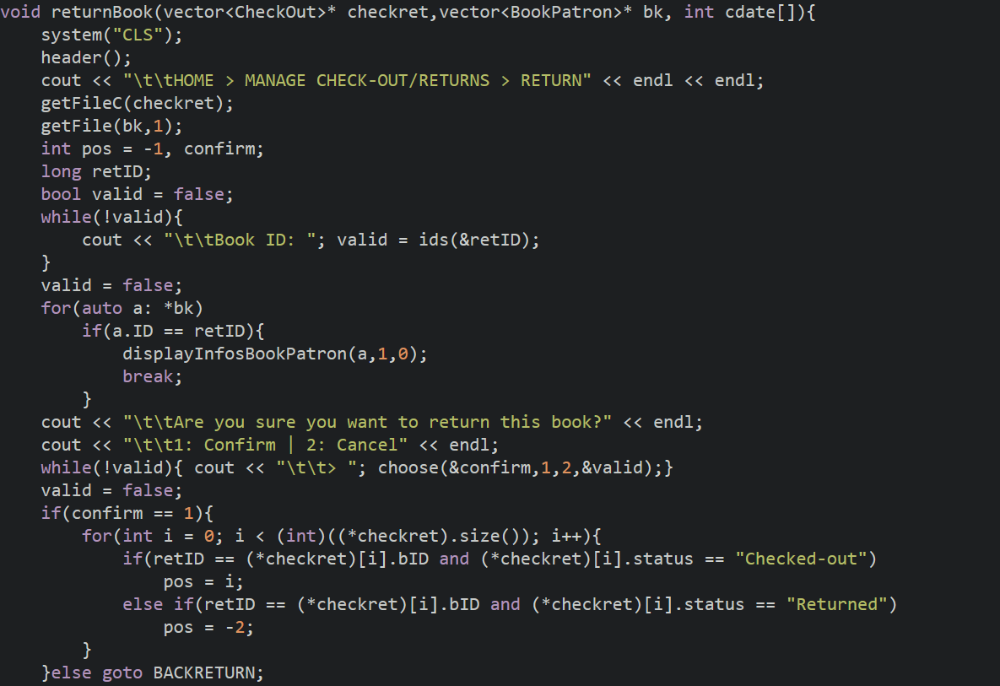 void returnBook(vector<CheckOut>* checkret,vector<BookPatron>* bk, int cdate[]){
    system("CLS");
    header();
    cout << "\t\tHOME > MANAGE CHECK-OUT/RETURNS > RETURN" << endl << endl;
    getFileC(checkret);
    getFile(bk,1);
    int pos = -1, confirm;
    long retID;
    bool valid = false;
    while(!valid){
        cout << "\t\tBook ID: "; valid = ids(&retID);
    }
    valid = false;
    for(auto a: *bk)
        if(a.ID == retID){
            displayInfosBookPatron(a,1,0);
            break;
        }
    cout << "\t\tAre you sure you want to return this book?" << endl;
    cout << "\t\t1: Confirm | 2: Cancel" << endl;
    while(!valid){ cout << "\t\t> "; choose(&confirm,1,2,&valid);}
    valid = false;
    if(confirm == 1){
        for(int i = 0; i < (int)((*checkret).size()); i++){
            if(retID == (*checkret)[i].bID and (*checkret)[i].status == "Checked-out")
                pos = i;
            else if(retID == (*checkret)[i].bID and (*checkret)[i].status == "Returned")
                pos = -2;
        }
    }else goto BACKRETURN;